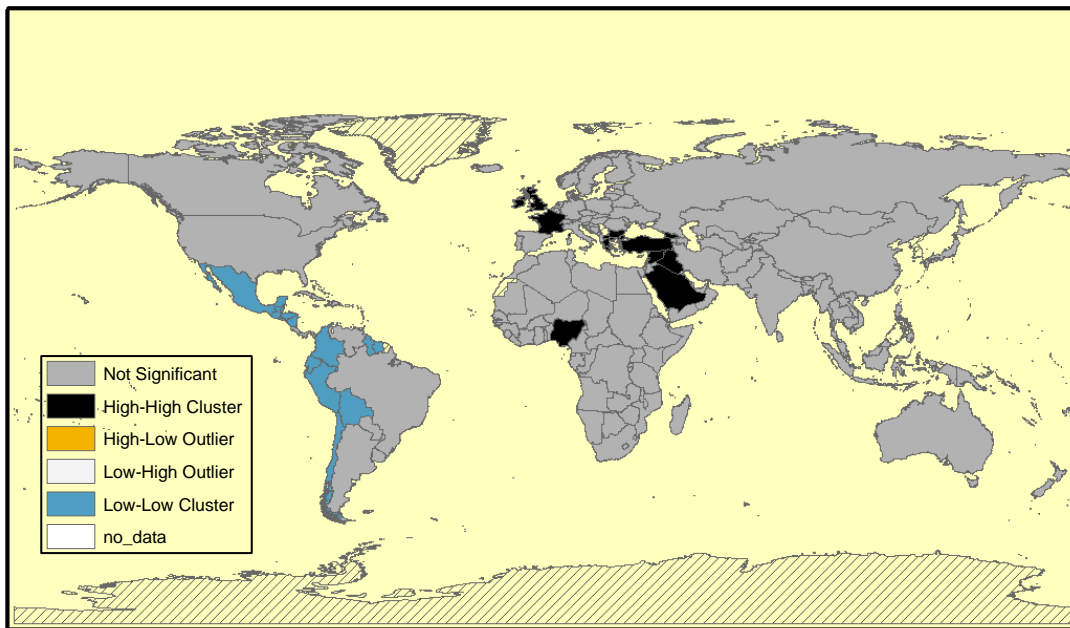 Not Significant
High-High Cluster
High-Low Outlier
Low-High Outlier
Low-Low Cluster
no_data